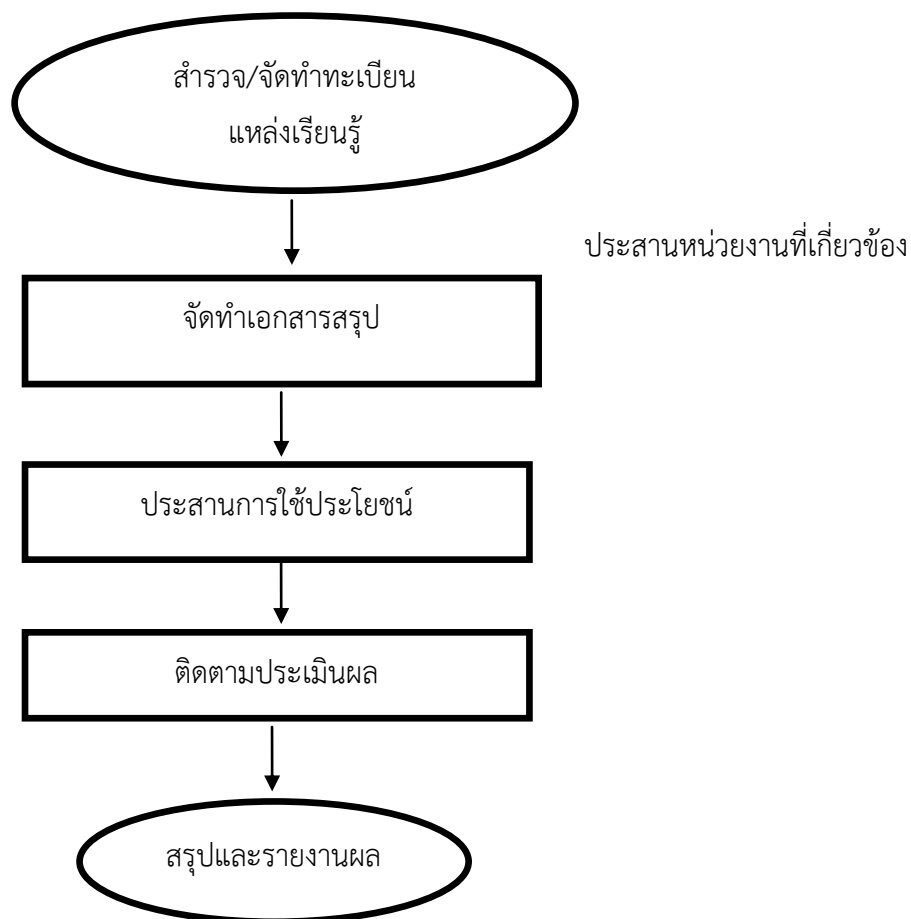 สำรวจ/จัดทำทะเบียน
แหล่งเรียนรู้
ประสานหน่วยงานที่เกี่ยวข้อง
จัดทำเอกสารสรุป
ประสานการใช้ประโยชน์
ติดตามประเมินผล
สรุปและรายงานผล